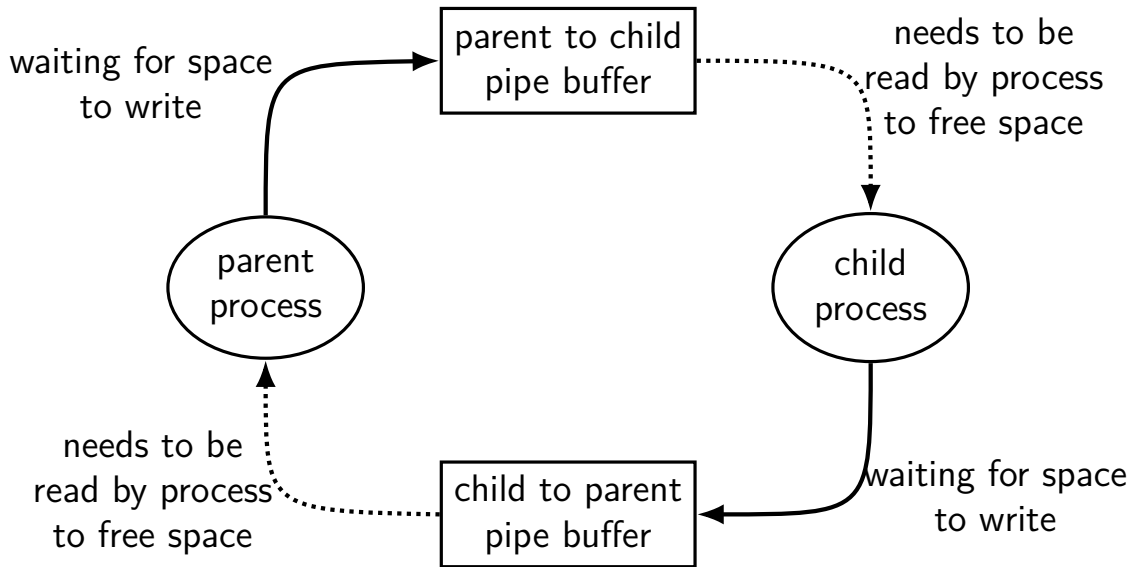 waiting for space
to write
parent to child
pipe buffer
needs to be
read by process
to free space
parent
process
child
process
needs to be
read by process
to free space
child to parent
pipe buffer
waiting for space
to write